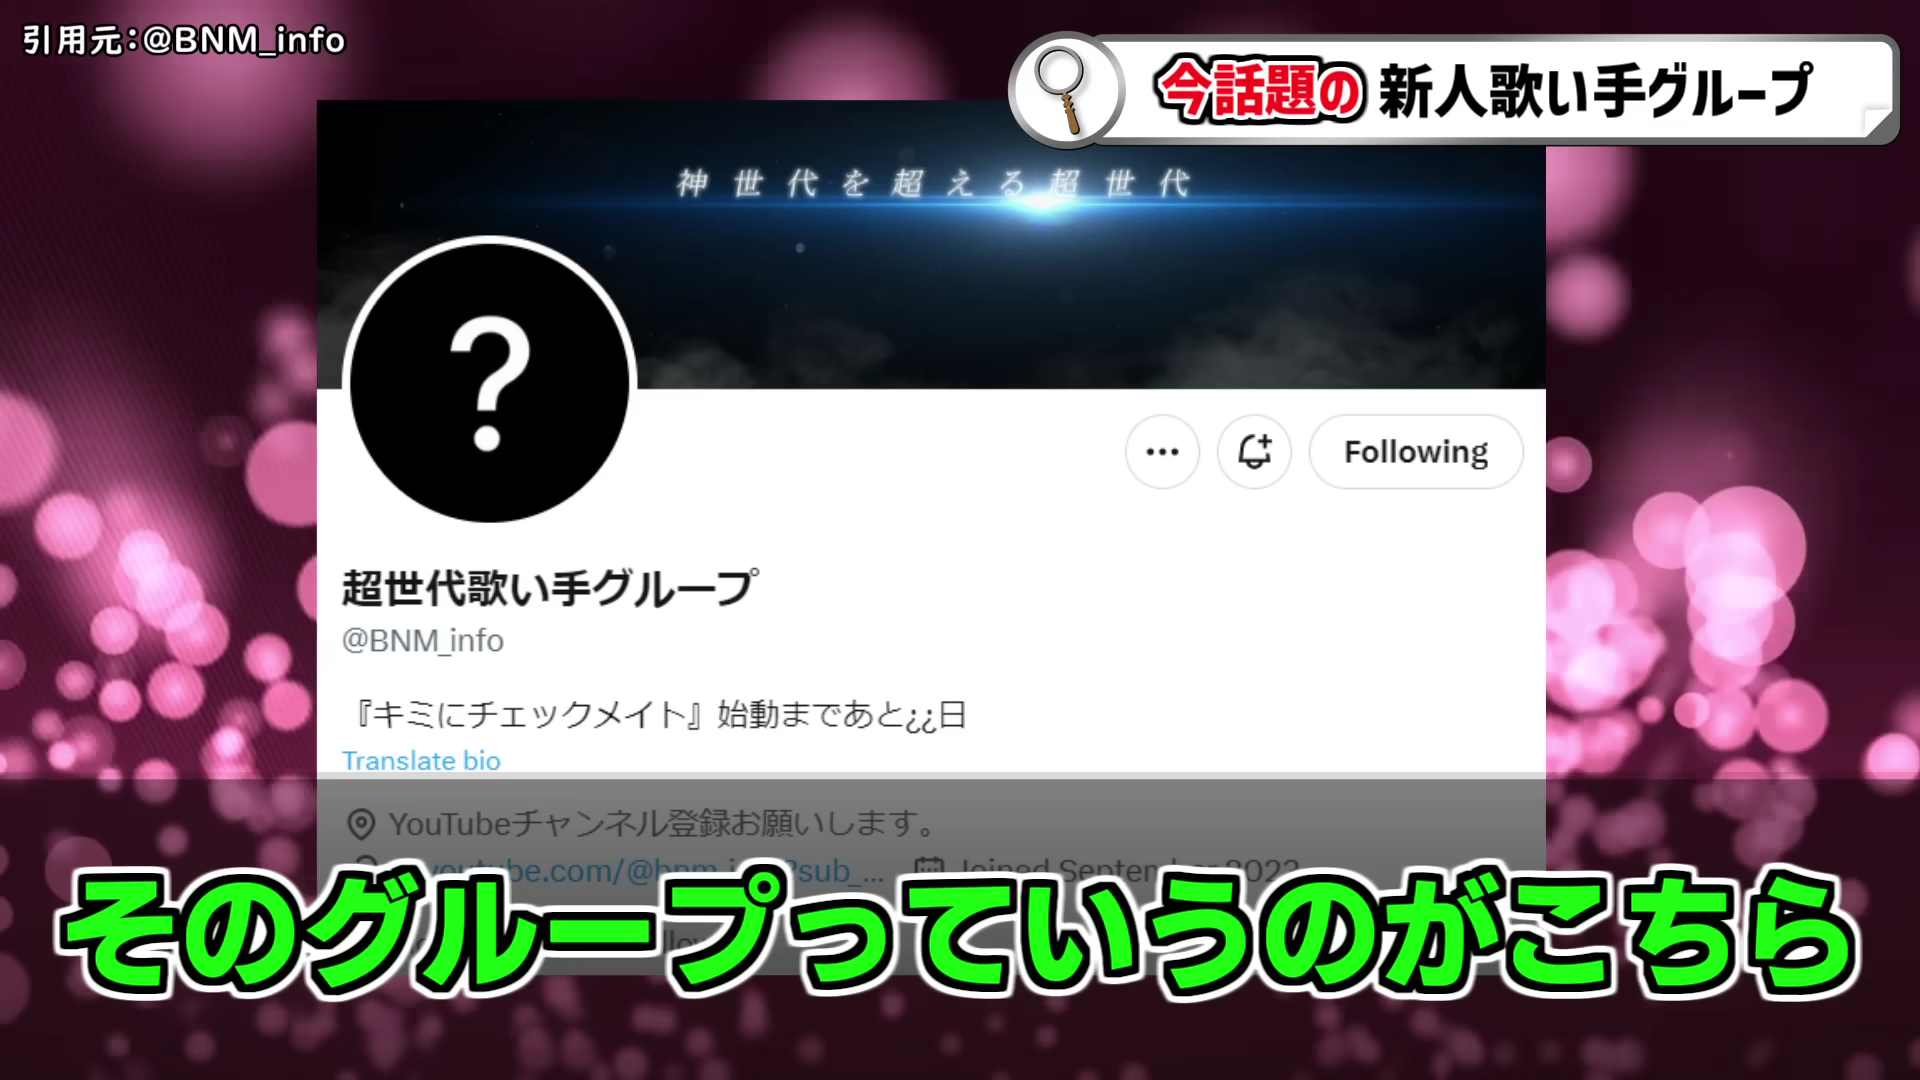 引用元:@BNM_info
今話題の 新人歌い手グループ
神世代を超える超世代
?
Following
超世代歌い手グループ
@BNM_info
『キミにチェックメイト』始動まであと¿¿日
Translate bio
YouTubeチャンネル登録お願いします。
Joined September
そのグループっていうのがこちら